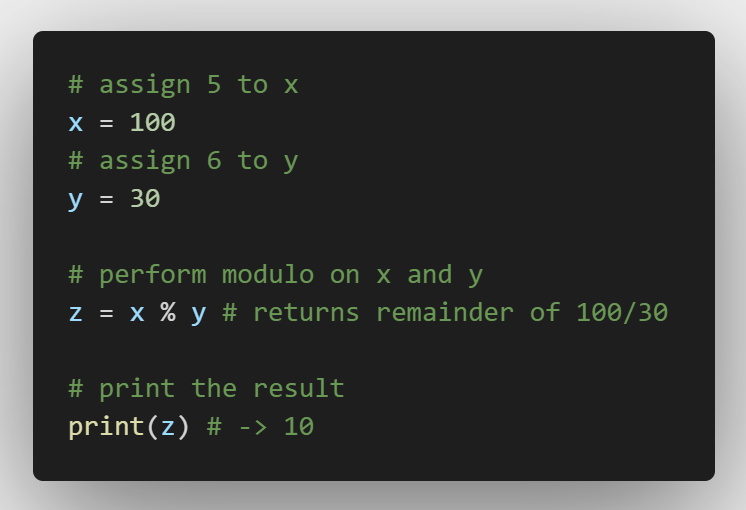 # assign 5 to x
x = 100
# assign 6 to y
y = 30
# perform modulo on x and y
z = x % y # returns remainder of 100/30
# print the result
print(z) # -> 10